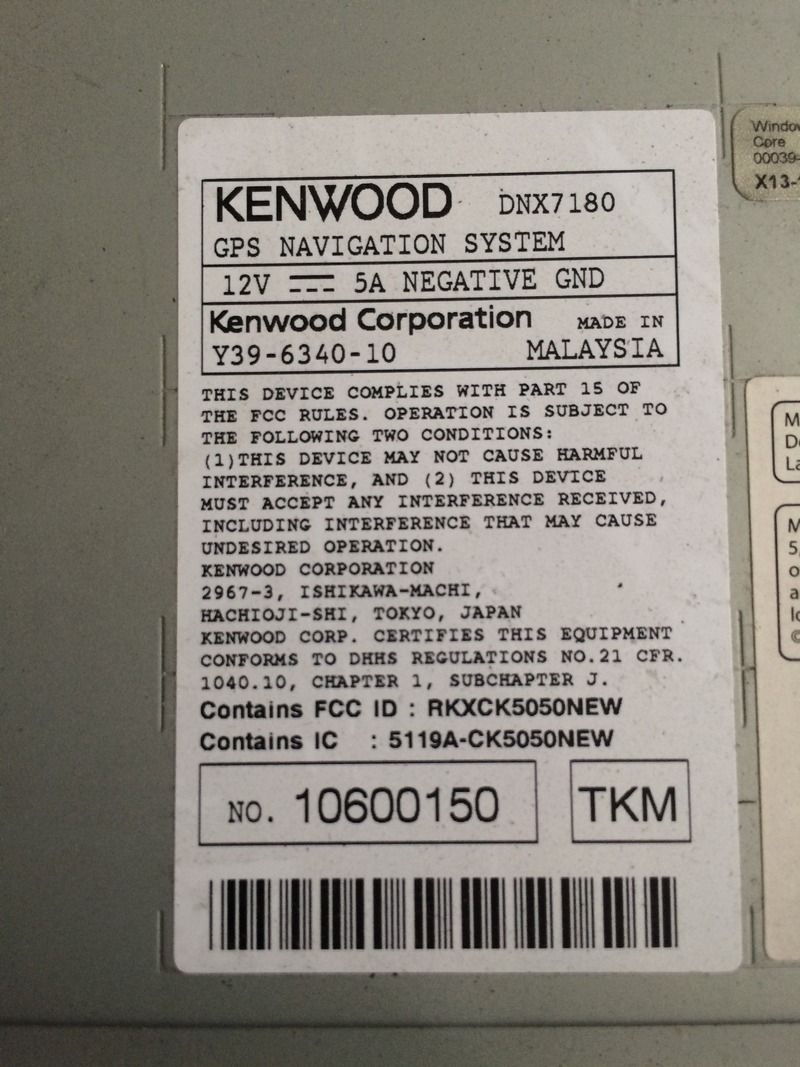 KENWOOD DNX7180
GPS NAVIGATION SYSTEM
12V 5A NEGATIVE GND
Kenwood Corporation MADE IN
Y39-6340-10 MALAYSIA
THIS DEVICE COMPLIES WITH PART 15 OF
THE FCC RULES. OPERATION IS SUBJECT TO
THE FOLLOWING TWO CONDITIONS:
(1)THIS DEVICE MAY NOT CAUSE HARMFUL
INTERFERENCE, AND (2) THIS DEVICE
MUST ACCEPT ANY INTERFERENCE RECEIVED,
INCLUDING INTERFERENCE THAT MAY CAUSE
UNDESIRED OPERATION.
KENWOOD CORPORATION
2967-3, ISHIKAWA-MACHI,
HACHIOJI-SHI, TOKYO, JAPAN
KENWOOD CORP. CERTIFIES THIS EQUIPMENT
CONFORMS TO DHHS REGULATIONS NO.21 CFR.
1040.10, CHAPTER 1, SUBCHAPTER J.
Contains FCC ID : RKXCK5050NEW
Contains IC : 5119A-CK5050NEW
NO. 10600150 TKM
Core